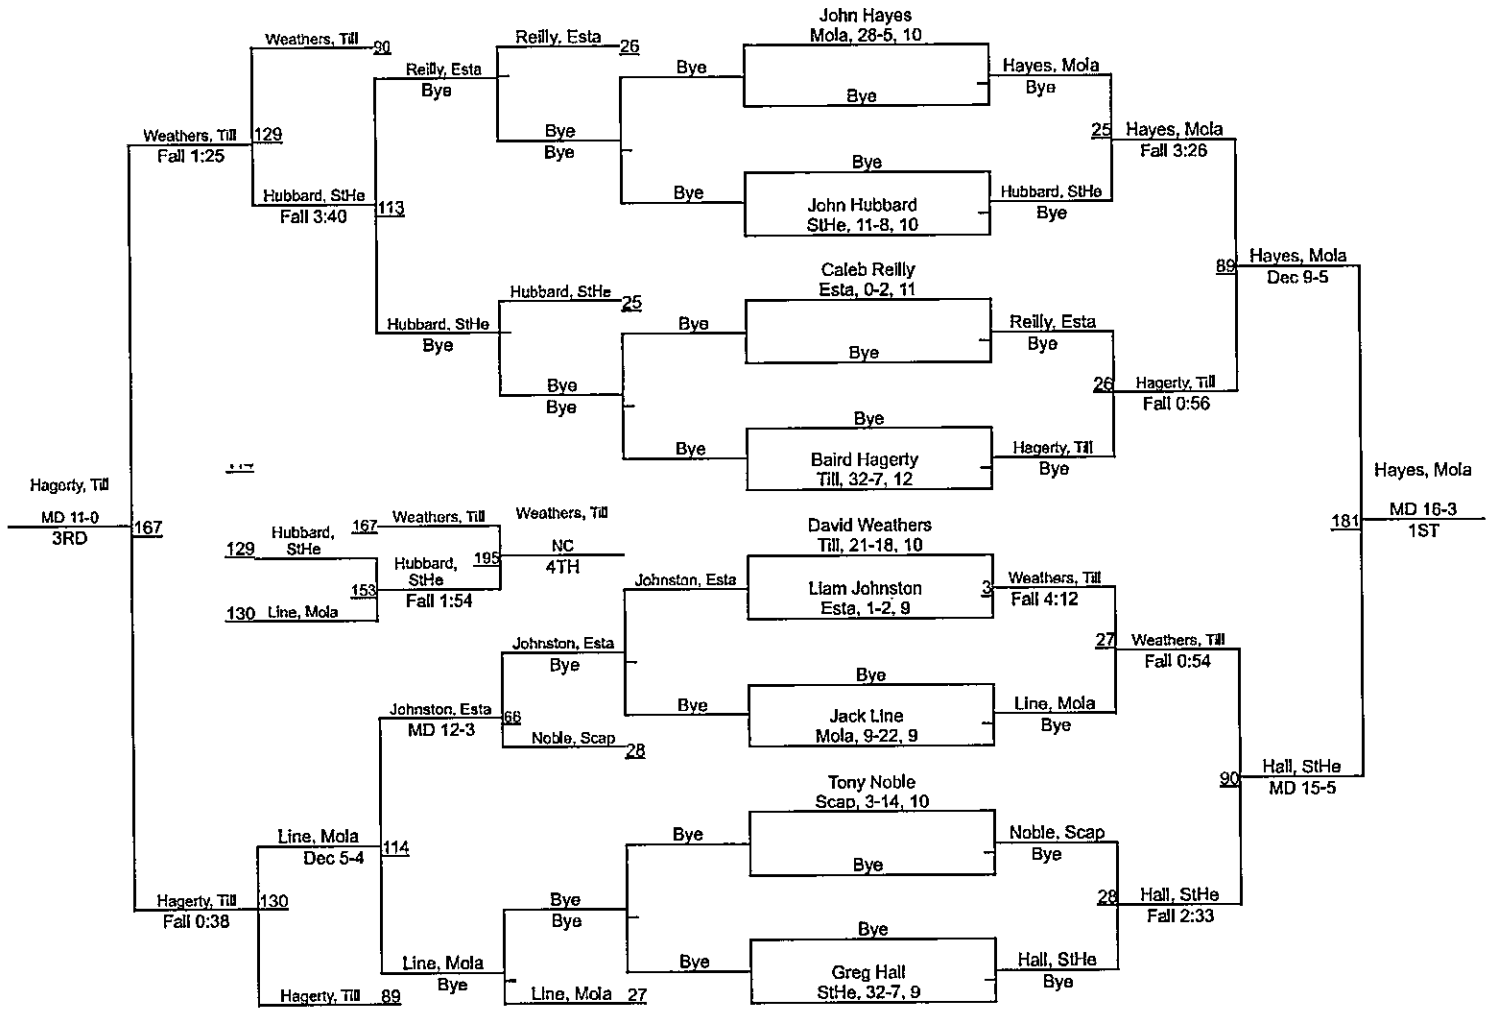 John Hayes
Mola, 28-5, 10
Weathers, Till 90
Reilly, Esta 26
Bye
Hayes, Mola
Reilly, Esta
Bye
Bye
Bye
Weathers, Till 129
Fall 1:25
Bye
Bye
25 Hayes, Mola
Fall 3:26
Bye
Hubbard, StHe 113
Fall 3:40
Bye
John Hubbard
StHe, 11-8, 10
Hubbard, StHe
Bye
Caleb Reilly
Esta, 0-2, 11
89 Hayes, Mola
Dec 9-5
Hubbard, StHe 25
Hubbard, StHe
Bye
Bye
Bye
Reilly, Esta
Bye
Bye
Bye
26 Hagerty, Till
Fall 0:56
Bye
Bye
Baird Hagerty
Till, 32-7, 12
Hagerty, Till
Bye
Hagerty, Till
MD 11-0
3RD
167
Hayes, Mola
181 MD 16-3
1ST
167 Weathers, Till
Weathers, Till
129 Hubbard,
StHe
195 NC
4TH
153 Hubbard,
StHe
Fall 1:54
130 Line, Mola
David Weathers
Till, 21-18, 10
Johnston, Esta
Liam Johnston
Esta, 1-2, 9
3 Weathers, Till
Fall 4:12
Johnston, Esta
Bye
27 Weathers, Till
Fall 0:54
Bye
Johnston, Esta 66
MD 12-3
Bye
Jack Line
Mola, 9-22, 9
Line, Mola
Bye
Noble, Scap 28
Tony Noble
Scap, 3-14, 10
90 Hall, StHe
MD 15-5
Line, Mola 114
Dec 5-4
Bye
Bye
Noble, Scap
Bye
Hagerty, Till 130
Fall 0:38
Bye
Bye
28 Hall, StHe
Fall 2:33
Bye
Line, Mola
Bye
Bye
Greg Hall
StHe, 32-7, 9
Hall, StHe
Bye
Hagerty, Till 89
Line, Mola 27